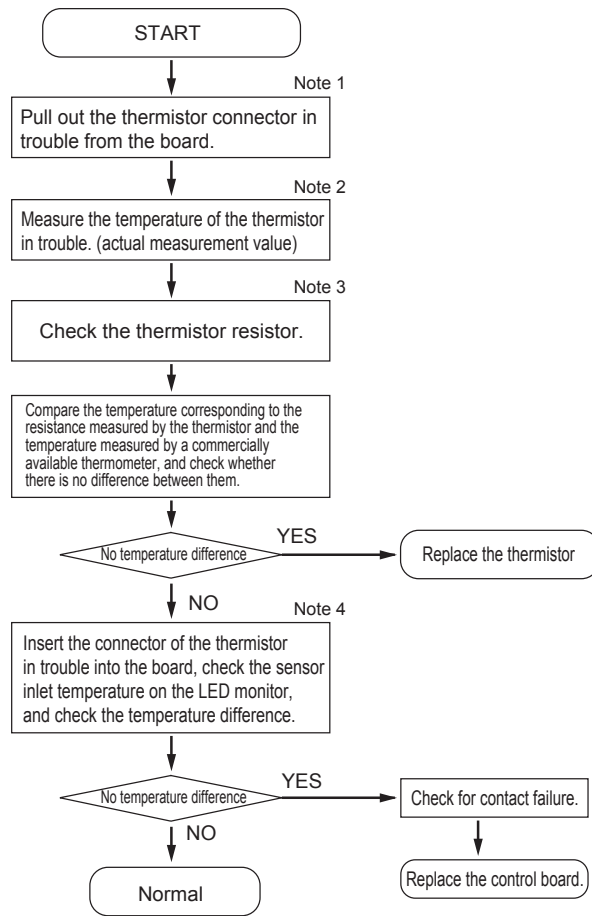 START
Note 1
Pull out the thermistor connector in
trouble from the board.
Note 2
Measure the temperature of the thermistor
in trouble. (actual measurement value)
Note 3
Check the thermistor resistor.
Compare the temperature corresponding to the
resistance measured by the thermistor and the
temperature measured by a commercially
available thermometer, and check whether
there is no difference between them.
No temperature difference
YES
Replace the thermistor
NO
Note 4
Insert the connector of the thermistor
in trouble into the board, check the sensor
inlet temperature on the LED monitor,
and check the temperature difference.
No temperature difference
YES
Check for contact failure.
NO
Replace the control board.
Normal